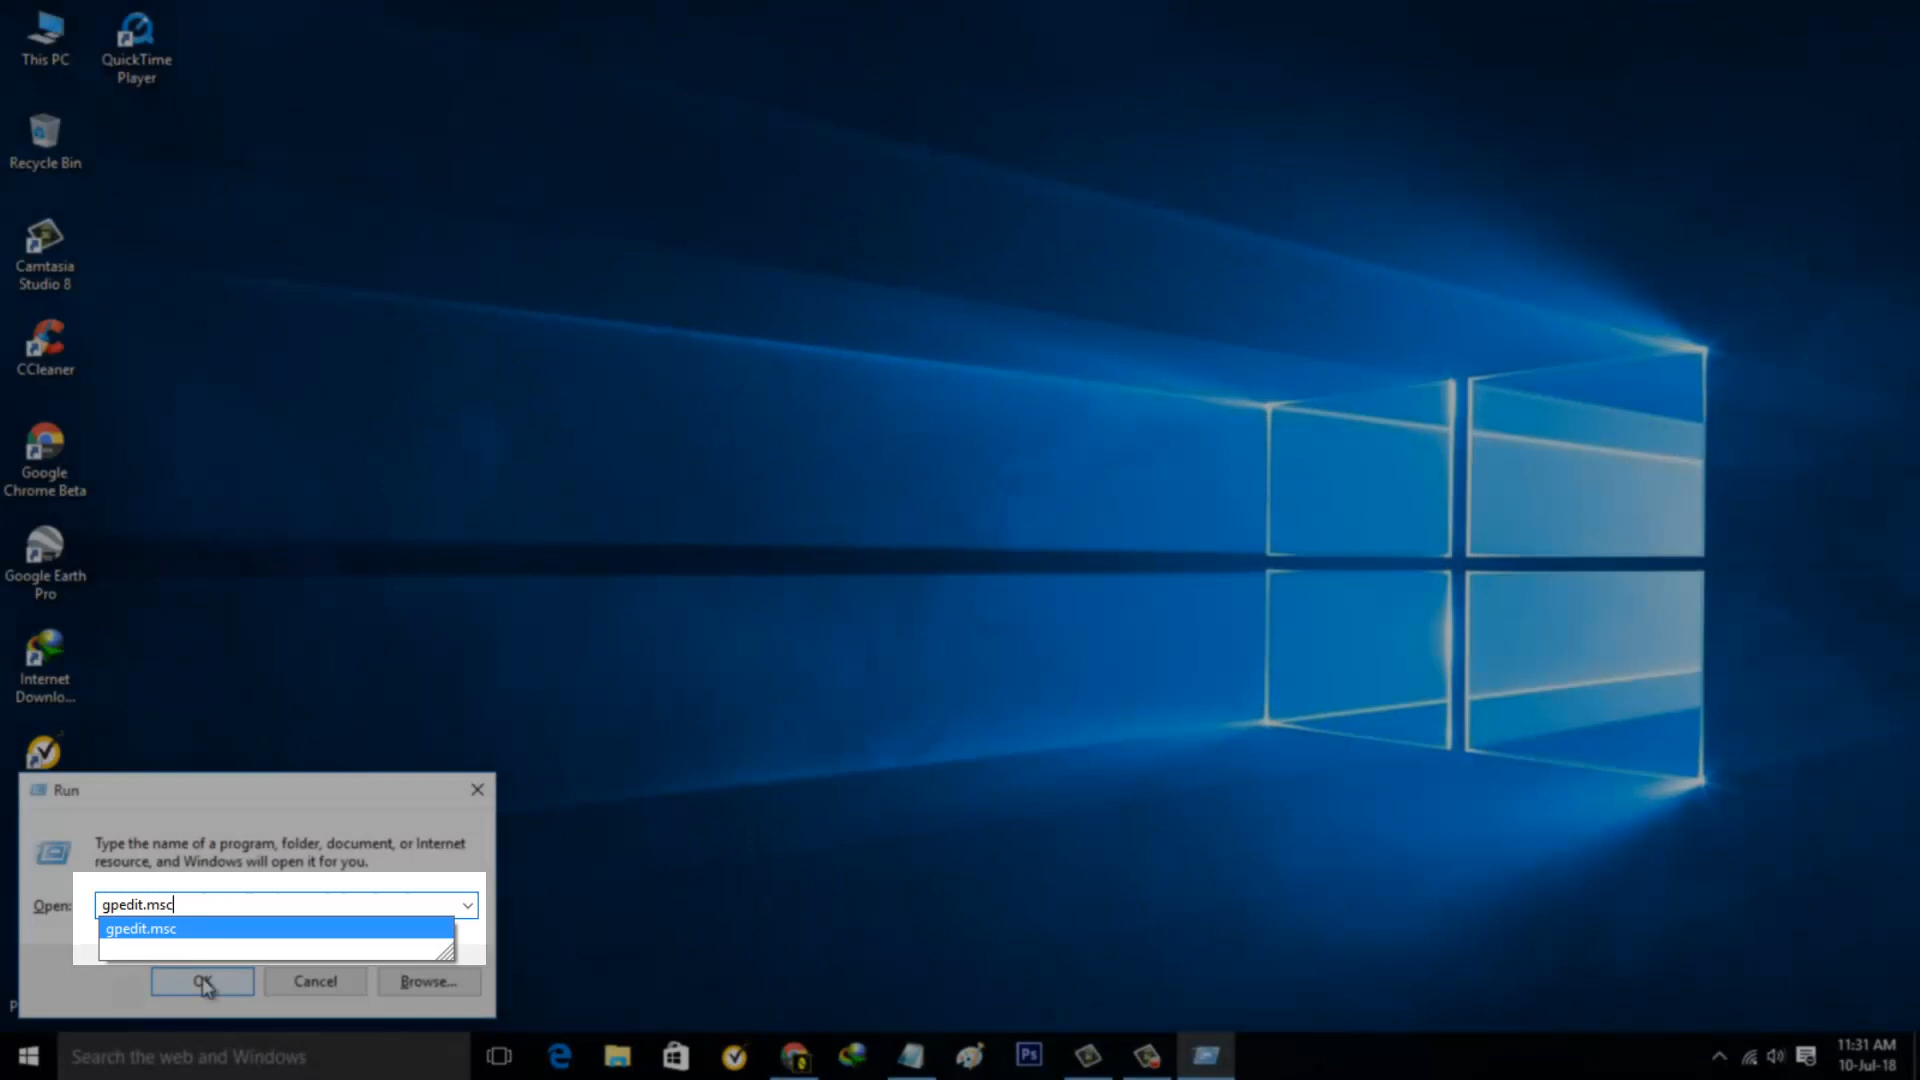 This PC
QuickTime
Player
Recycle Bin
Camtasia
Studio 8
CCleaner
Google
Chrome Beta
Google Earth
Pro
Internet
Downlo...
P
Run
Type the name of a program, folder, document, or Internet
resource, and Windows will open it for you.
Open:
gpedit.msc
gpedit.msc
OK
Cancel
Browse...
Search the web and Windows
Ps
11:31 AM
10-Jul-18